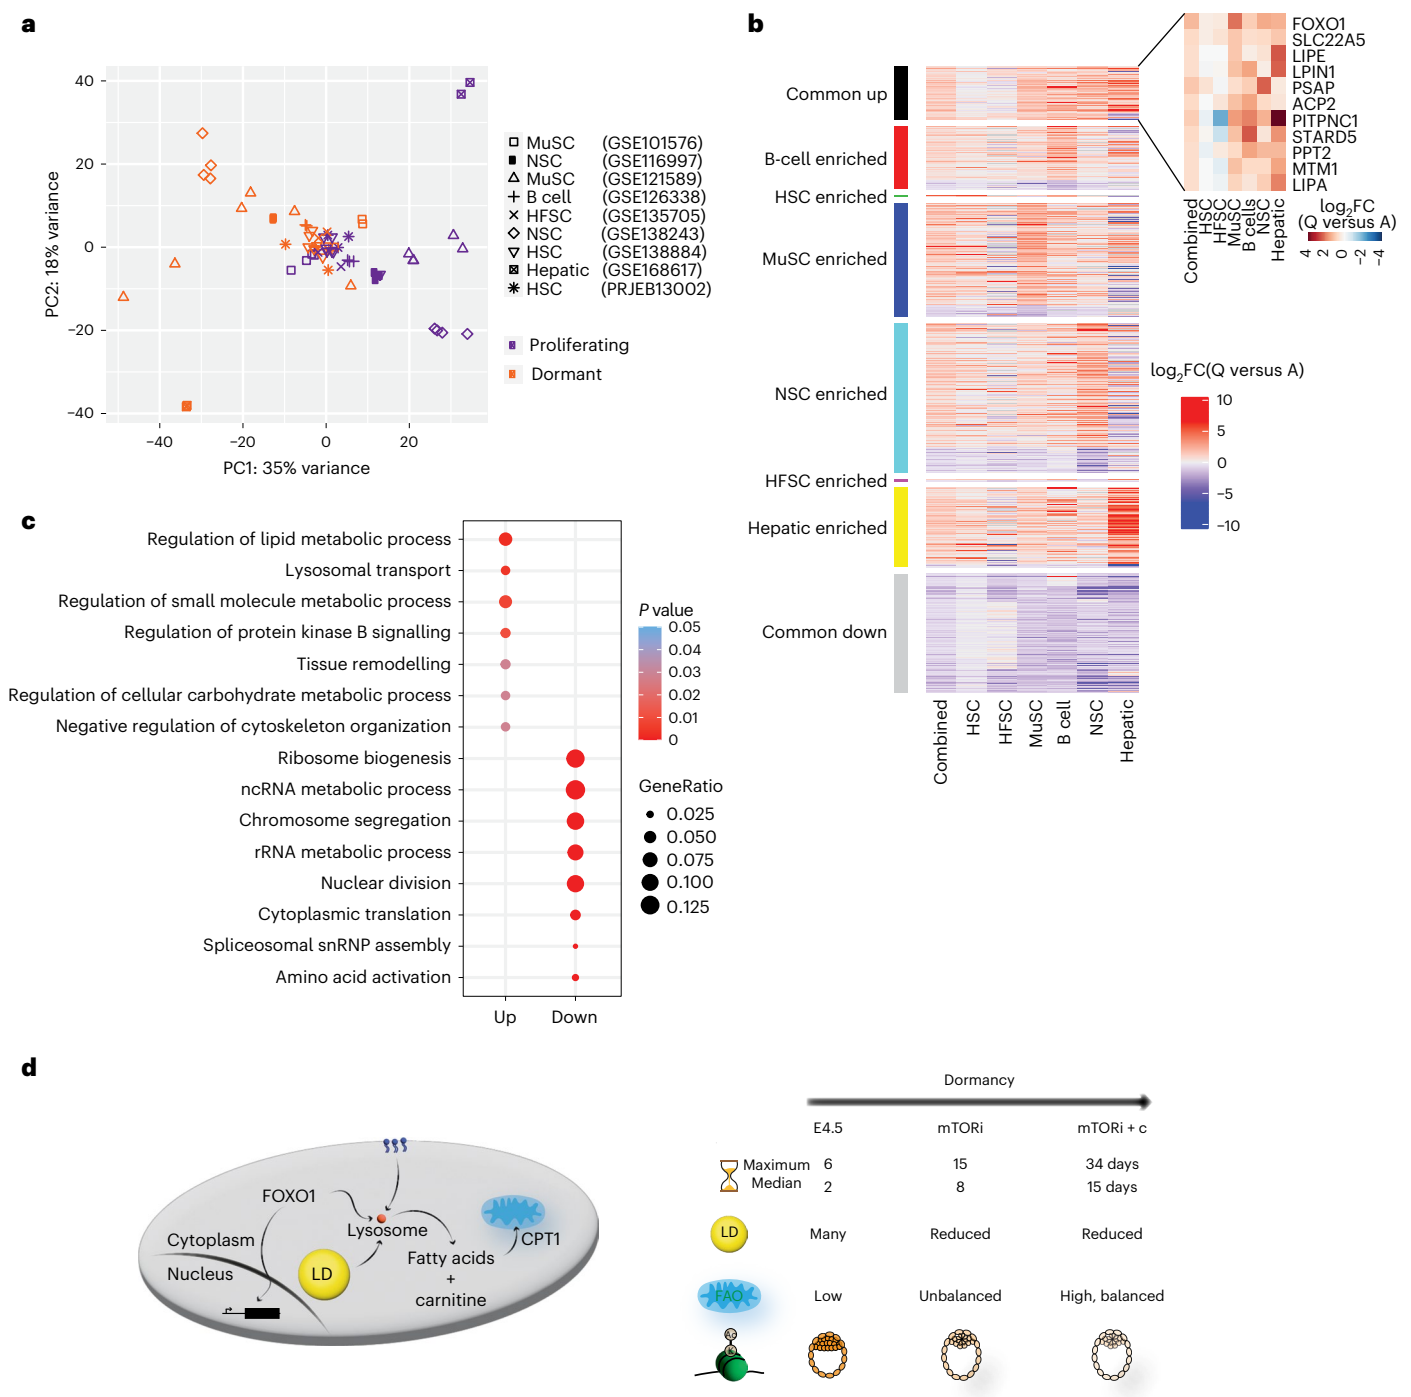 a
40
20
0
−20
−40
−40
−20
0
20
PC2: 18% variance
PC1: 35% variance
MuSC (GSE101576)
NSC (GSE116997)
MuSC (GSE121589)
B cell (GSE126338)
HFSC (GSE135705)
NSC (GSE138243)
HSC (GSE138884)
Hepatic (GSE168617)
HSC (PRJEB13002)
Proliferating
Dormant
b
Common up
B-cell enriched
HSC enriched
MuSC enriched
NSC enriched
HFSC enriched
Hepatic enriched
Common down
Combined
HSC
HFSC
MuSC
B cell
NSC
Hepatic
FOXO1
SLC22A5
LIPE
LPIN1
PSAP
ACP2
PITPNC1
STARD5
PPT2
MTM1
LIPA
Combined
HSC
HFSC
MuSC
B cells
NSC
Hepatic
log2FC
(Q versus A)
4
2
0
−2
−4
log2FC(Q versus A)
10
5
0
−5
−10
c
Regulation of lipid metabolic process
Lysosomal transport
Regulation of small molecule metabolic process
Regulation of protein kinase B signalling
Tissue remodelling
Regulation of cellular carbohydrate metabolic process
Negative regulation of cytoskeleton organization
Ribosome biogenesis
ncRNA metabolic process
Chromosome segregation
rRNA metabolic process
Nuclear division
Cytoplasmic translation
Spliceosomal snRNP assembly
Amino acid activation
Up Down
P value
0.05
0.04
0.03
0.02
0.01
0
GeneRatio
0.025
0.050
0.075
0.100
0.125
d
FOXO1
Lysosome
Cytoplasm
Nucleus
LD
Fatty acids
+
carnitine
CPT1
Dormancy
E4.5 mTORi mTORi + c
Maximum 6 15 34 days
Median 2 8 15 days
LD Many Reduced Reduced
FAO Low Unbalanced High, balanced
Ac